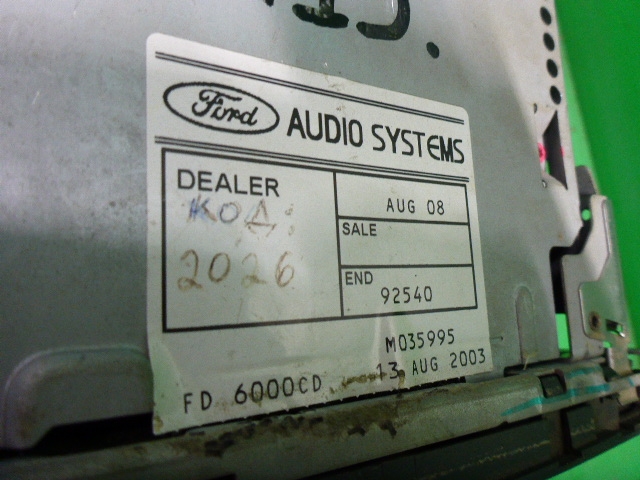 Ford AUDIO SYSTEMS
DEALER
КОД:
2026
AUG 08
SALE
END
92540
M035995
13 AUG 2003
FD 6000CD